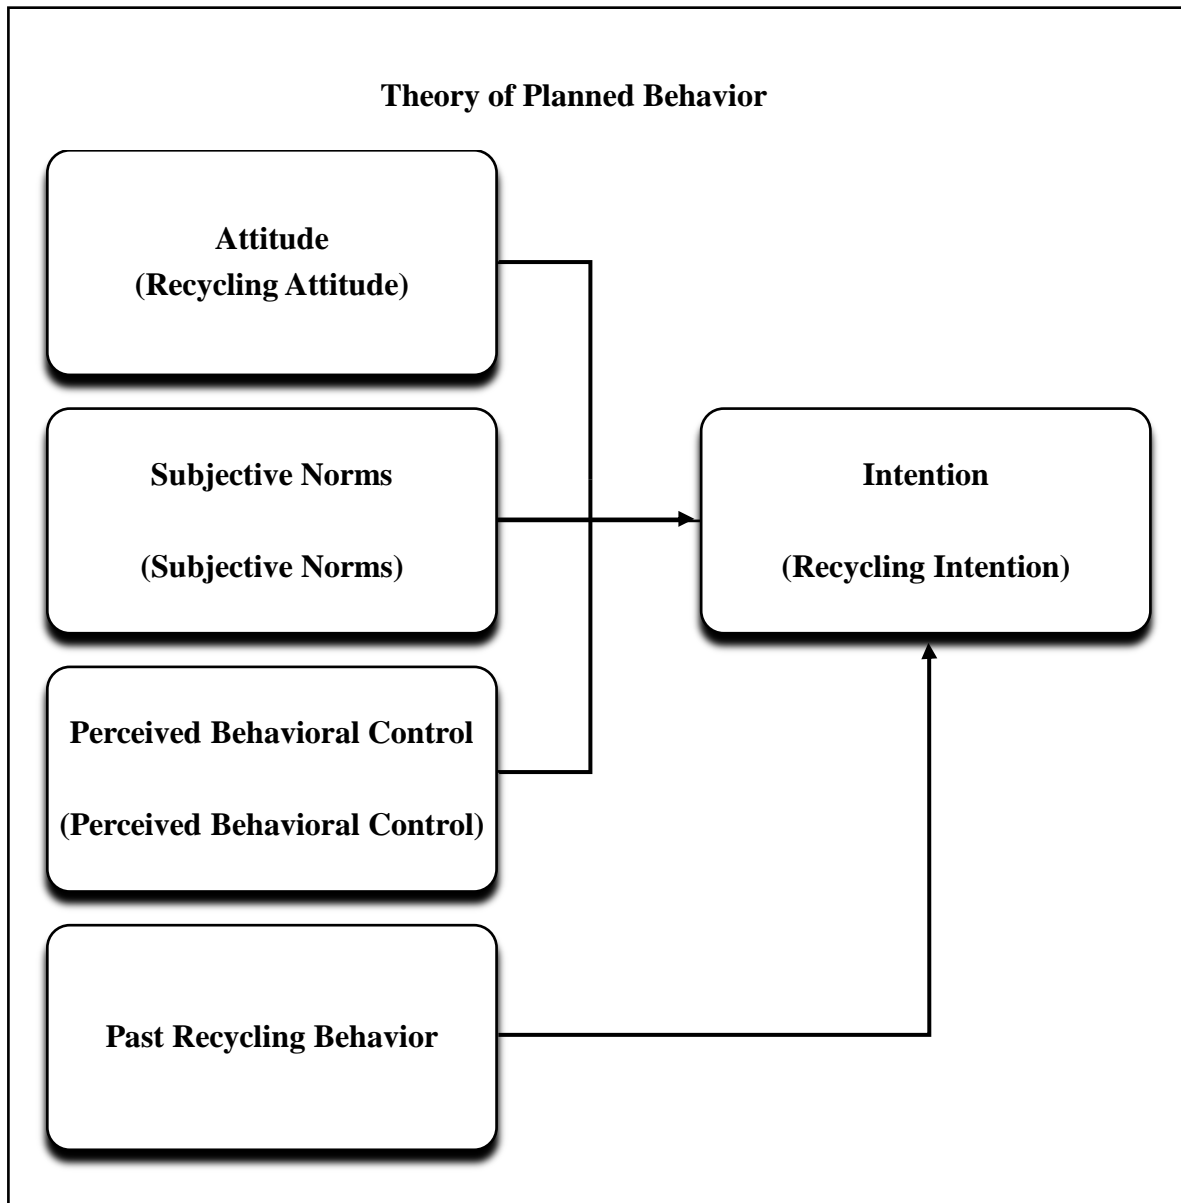 Theory of Planned Behavior
Attitude
(Recycling Attitude)
Subjective Norms
(Subjective Norms)
Intention
(Recycling Intention)
Perceived Behavioral Control
(Perceived Behavioral Control)
Past Recycling Behavior